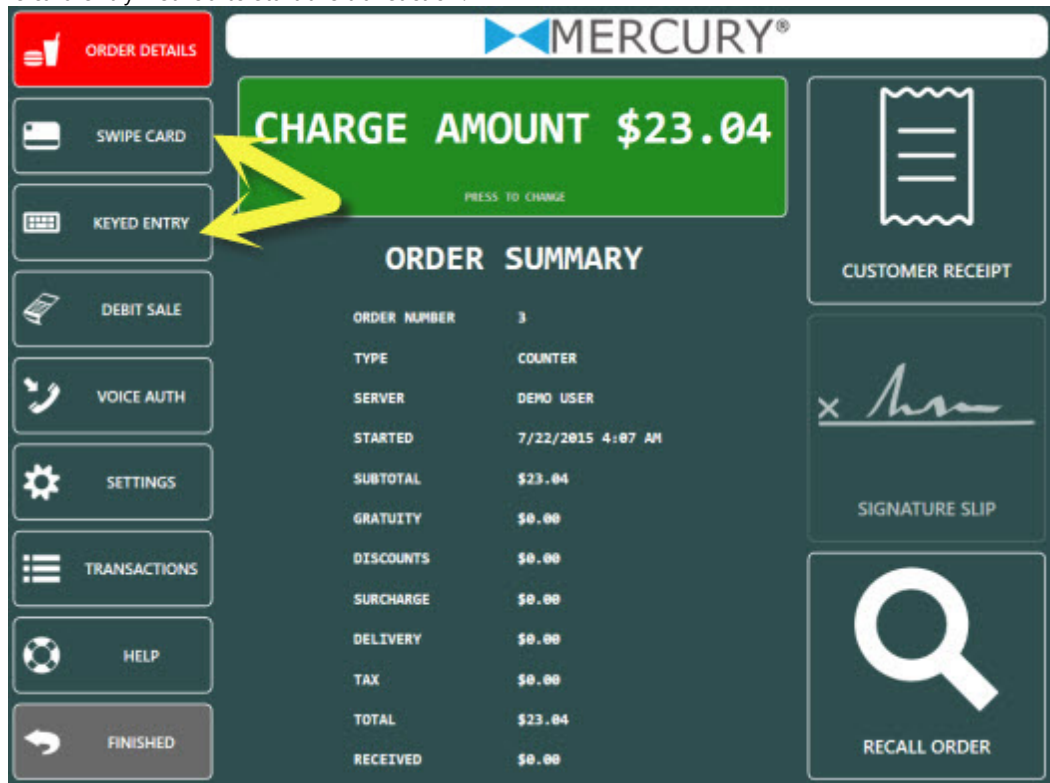 ORDER DETAILS
MERCURY®
SWIPE CARD
KEYED ENTRY
DEBIT SALE
VOICE AUTH
SETTINGS
TRANSACTIONS
HELP
FINISHED
CHARGE AMOUNT $23.04
PRESS TO CHANGE
ORDER SUMMARY
ORDER NUMBER 3
TYPE COUNTER
SERVER DEMO USER
STARTED 7/22/2015 4:07 AM
SUBTOTAL $23.04
GRATUITY $0.00
DISCOUNTS $0.00
SURCHARGE $0.00
DELIVERY $0.00
TAX $0.00
TOTAL $23.04
RECEIVED $0.00
CUSTOMER RECEIPT
SIGNATURE SLIP
RECALL ORDER